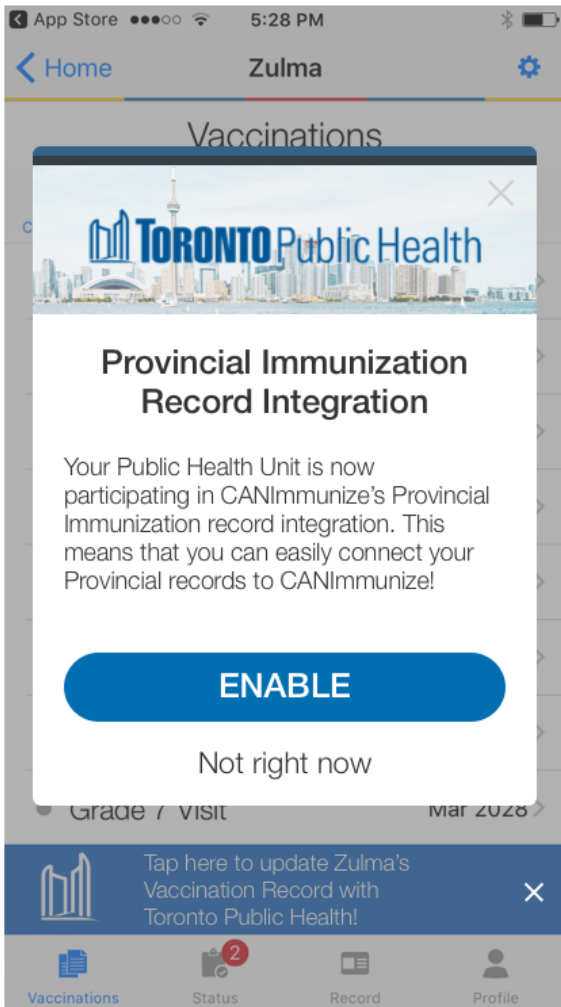 App Store 5:28 PM
Home Zulma
Vaccinations
TORONTO Public Health
Provincial Immunization
Record Integration
Your Public Health Unit is now
participating in CANImmunize's Provincial
Immunization record integration. This
means that you can easily connect your
Provincial records to CANImmunize!
ENABLE
Not right now
Grade 7 Visit Mar 2028
Tap here to update Zulma's
Vaccination Record with
Toronto Public Health!
2
Vaccinations Status Record Profile